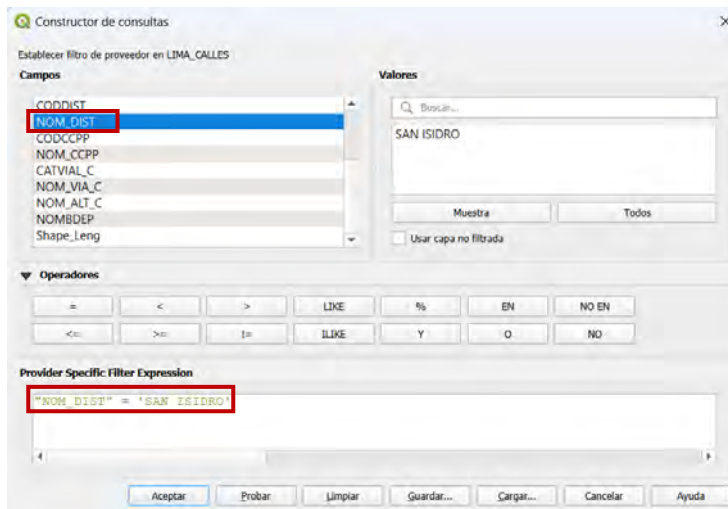 Constructor de consultas
Establecer filtro de proveedor en LIMA_CALLES
Campos
Valores
CODDIST
NOM_DIST
CODCCPP
NOM_CCPP
CATVIAL_C
NOM_VIA_C
NOM_ALT_C
NOMBDEP
Shape_Leng
Buscar...
SAN ISIDRO
Muestra Todos
Usar capa no filtrada
Operadores
= < > LIKE % EN NO EN
<= >= != ILIKE Y O NO
Provider Specific Filter Expression
"NOM_DIST" = 'SAN ISIDRO'
Aceptar Probar Limpiar Guardar... Cargar... Cancelar Ayuda